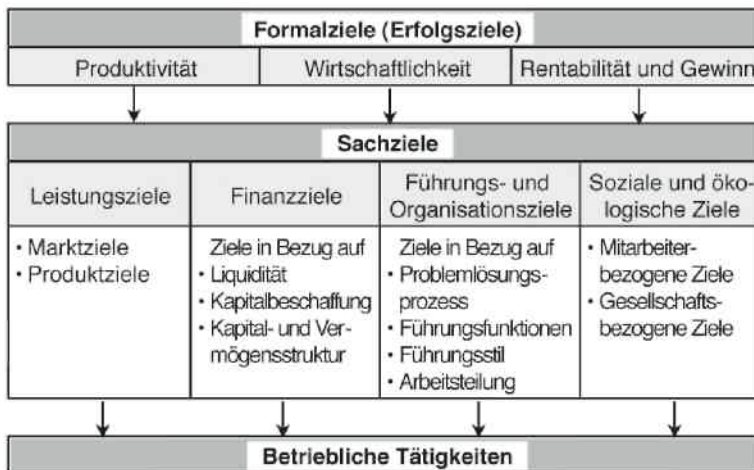 Formalziele (Erfolgsziele)
Produktivität
Wirtschaftlichkeit
Rentabilität und Gewinn
Sachziele
Leistungsziele
Finanzziele
Führungs- und
Organisationsziele
Soziale und öko-
logische Ziele
• Marktziele
• Produktziele
Ziele in Bezug auf
• Liquidität
• Kapitalbeschaffung
• Kapital- und Ver-
mögensstruktur
Ziele in Bezug auf
• Problemlösungs-
prozess
• Führungsfunktionen
• Führungsstil
• Arbeitsteilung
• Mitarbeiter-
bezogene Ziele
• Gesellschafts-
bezogene Ziele
Betriebliche Tätigkeiten